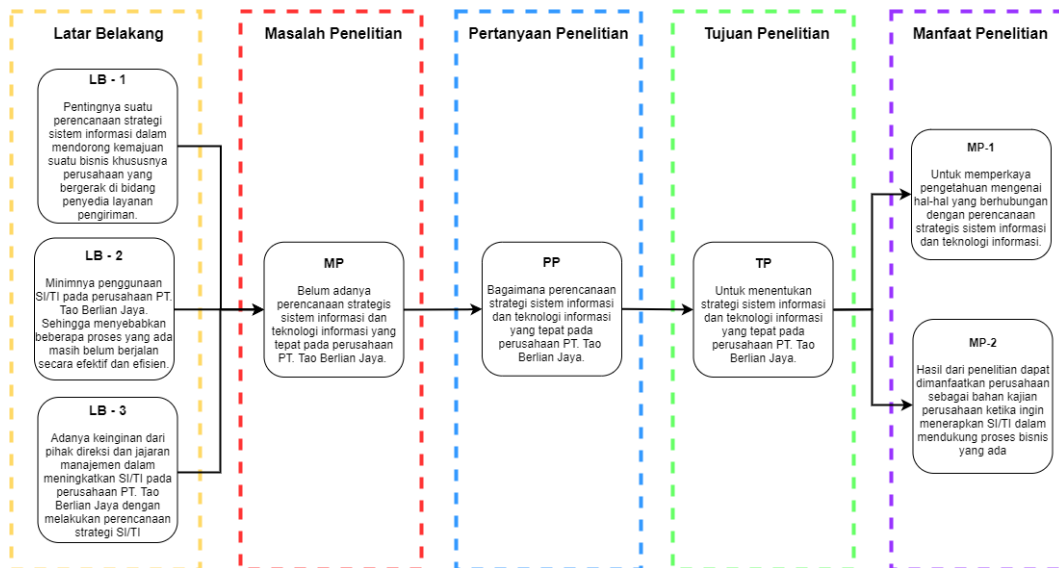 Latar Belakang
LB - 1
Pentingnya suatu
perencanaan strategi
sistem informasi dalam
mendorong kemajuan
suatu bisnis khususnya
perusahaan yang
bergerak di bidang
penyedia layanan
pengiriman.
LB - 2
Minimnya penggunaan
SI/TI pada perusahaan PT.
Tao Berlian Jaya.
Sehingga menyebabkan
beberapa proses yang ada
masih belum berjalan
secara efektif dan efisien.
LB - 3
Adanya keinginan dari
pihak direksi dan jajaran
manajemen dalam
meningkatkan SI/TI pada
perusahaan PT. Tao
Berlian Jaya dengan
melakukan perencanaan
strategi SI/TI
Masalah Penelitian
MP
Belum adanya
perencanaan strategis
sistem informasi dan
teknologi informasi yang
tepat pada perusahaan
PT. Tao Berlian Jaya.
Pertanyaan Penelitian
PP
Bagaimana perencanaan
strategi sistem informasi
dan teknologi informasi
yang tepat pada
perusahaan PT. Tao
Berlian Jaya.
Tujuan Penelitian
TP
Untuk menentukan
strategi sistem informasi
dan teknologi informasi
yang tepat pada
perusahaan PT. Tao
Berlian Jaya.
Manfaat Penelitian
MP-1
Untuk memperkaya
pengetahuan mengenai
hal-hal yang berhubungan
dengan perencanaan
strategis sistem informasi
dan teknologi informasi.
MP-2
Hasil dari penelitian dapat
dimanfaatkan perusahaan
sebagai bahan kajian
perusahaan ketika ingin
menerapkan SI/TI dalam
mendukung proses bisnis
yang ada